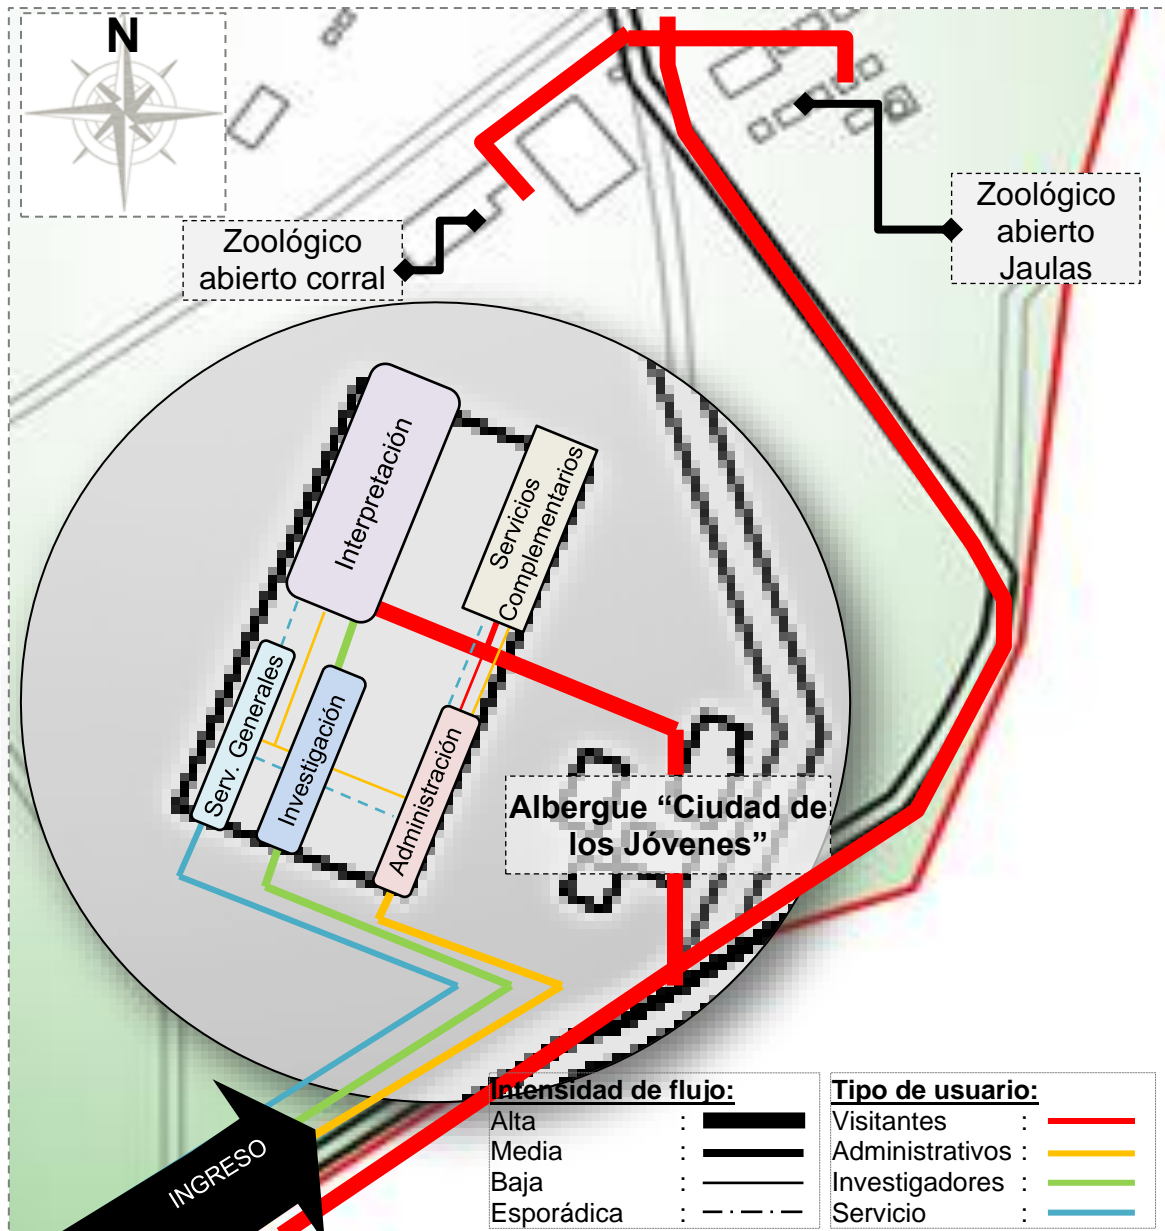 N
Zoológico
abierto corral
Zoológico
abierto
Jaulas
Interpretación
Servicios
Complementarios
Serv. Generales
Investigación
Administración
Albergue “Ciudad de
los Jóvenes”
INGRESO
Intensidad de flujo:
Alta :
Media :
Baja :
Esporádica :
Tipo de usuario:
Visitantes :
Administrativos :
Investigadores :
Servicio :